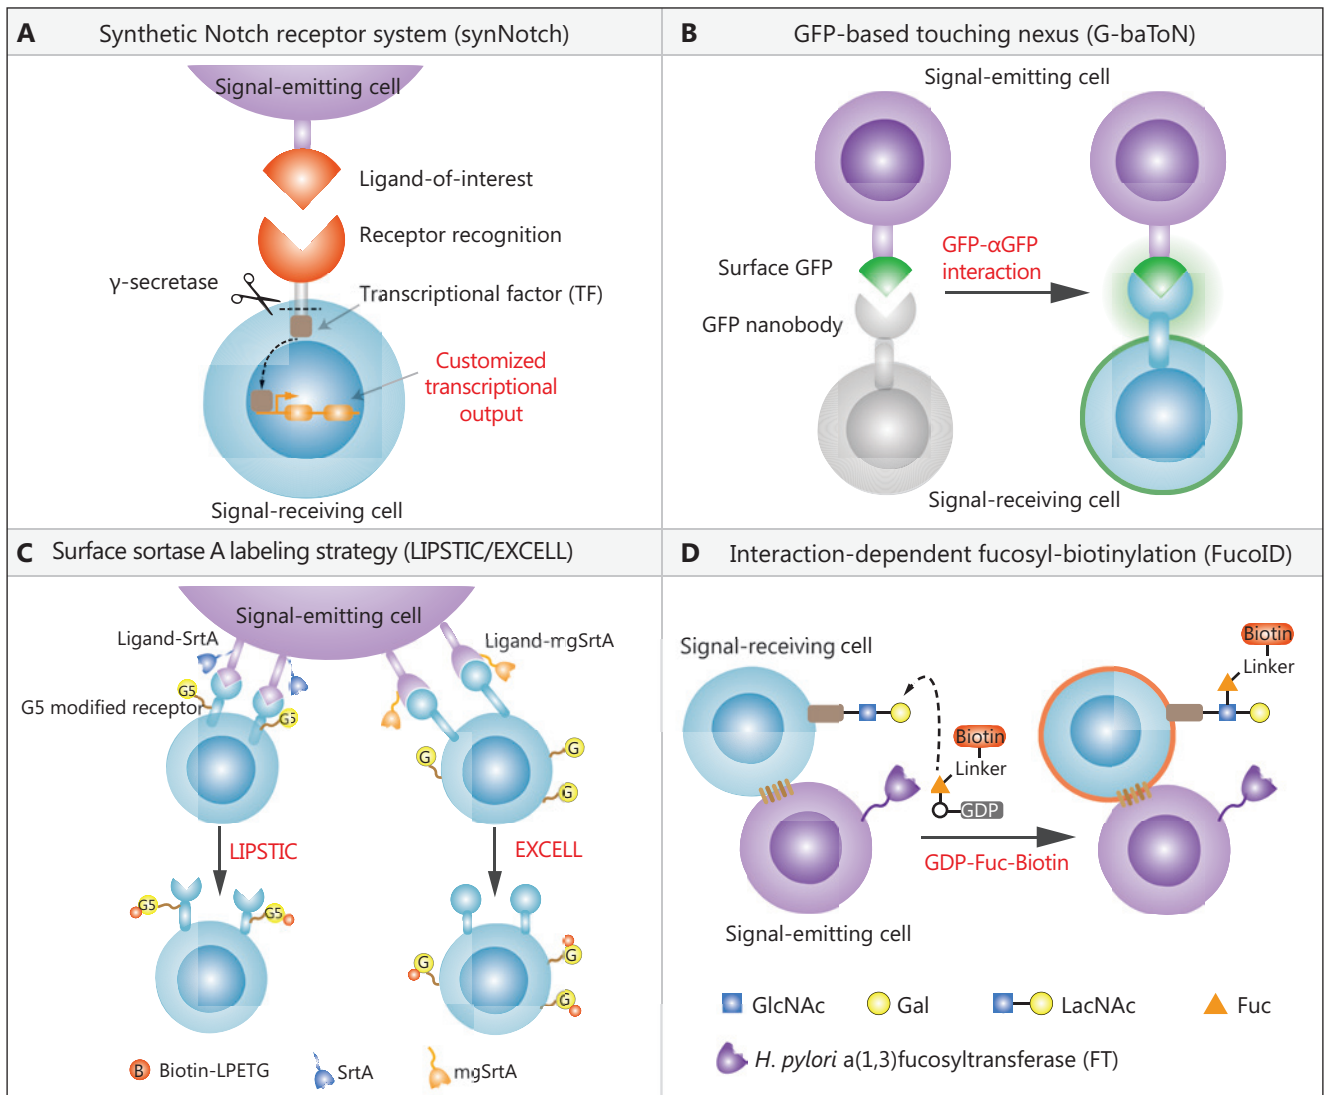 A Synthetic Notch receptor system (synNotch)
Signal-emitting cell
Ligand-of-interest
Receptor recognition
γ-secretase
Transcriptional factor (TF)
Customized
transcriptional
output
Signal-receiving cell
B GFP-based touching nexus (G-baToN)
Signal-emitting cell
Surface GFP
GFP nanobody
GFP-αGFP
interaction
Signal-receiving cell
C Surface sortase A labeling strategy (LIPSTIC/EXCELL)
Signal-emitting cell
Ligand-SrtA
Ligand-mgSrtA
G5
G5 modified receptor
G5
G
G
G
LIPSTIC
EXCELL
G5
G5
G
G
G
B Biotin-LPETG
SrtA
mgSrtA
D Interaction-dependent fucosyl-biotinylation (FucoID)
Signal-receiving cell
Biotin
Linker
Biotin
Linker
GDP
GDP-Fuc-Biotin
Signal-emitting cell
GlcNAc
Gal
LacNAc
Fuc
H. pylori a(1,3)fucosyltransferase (FT)